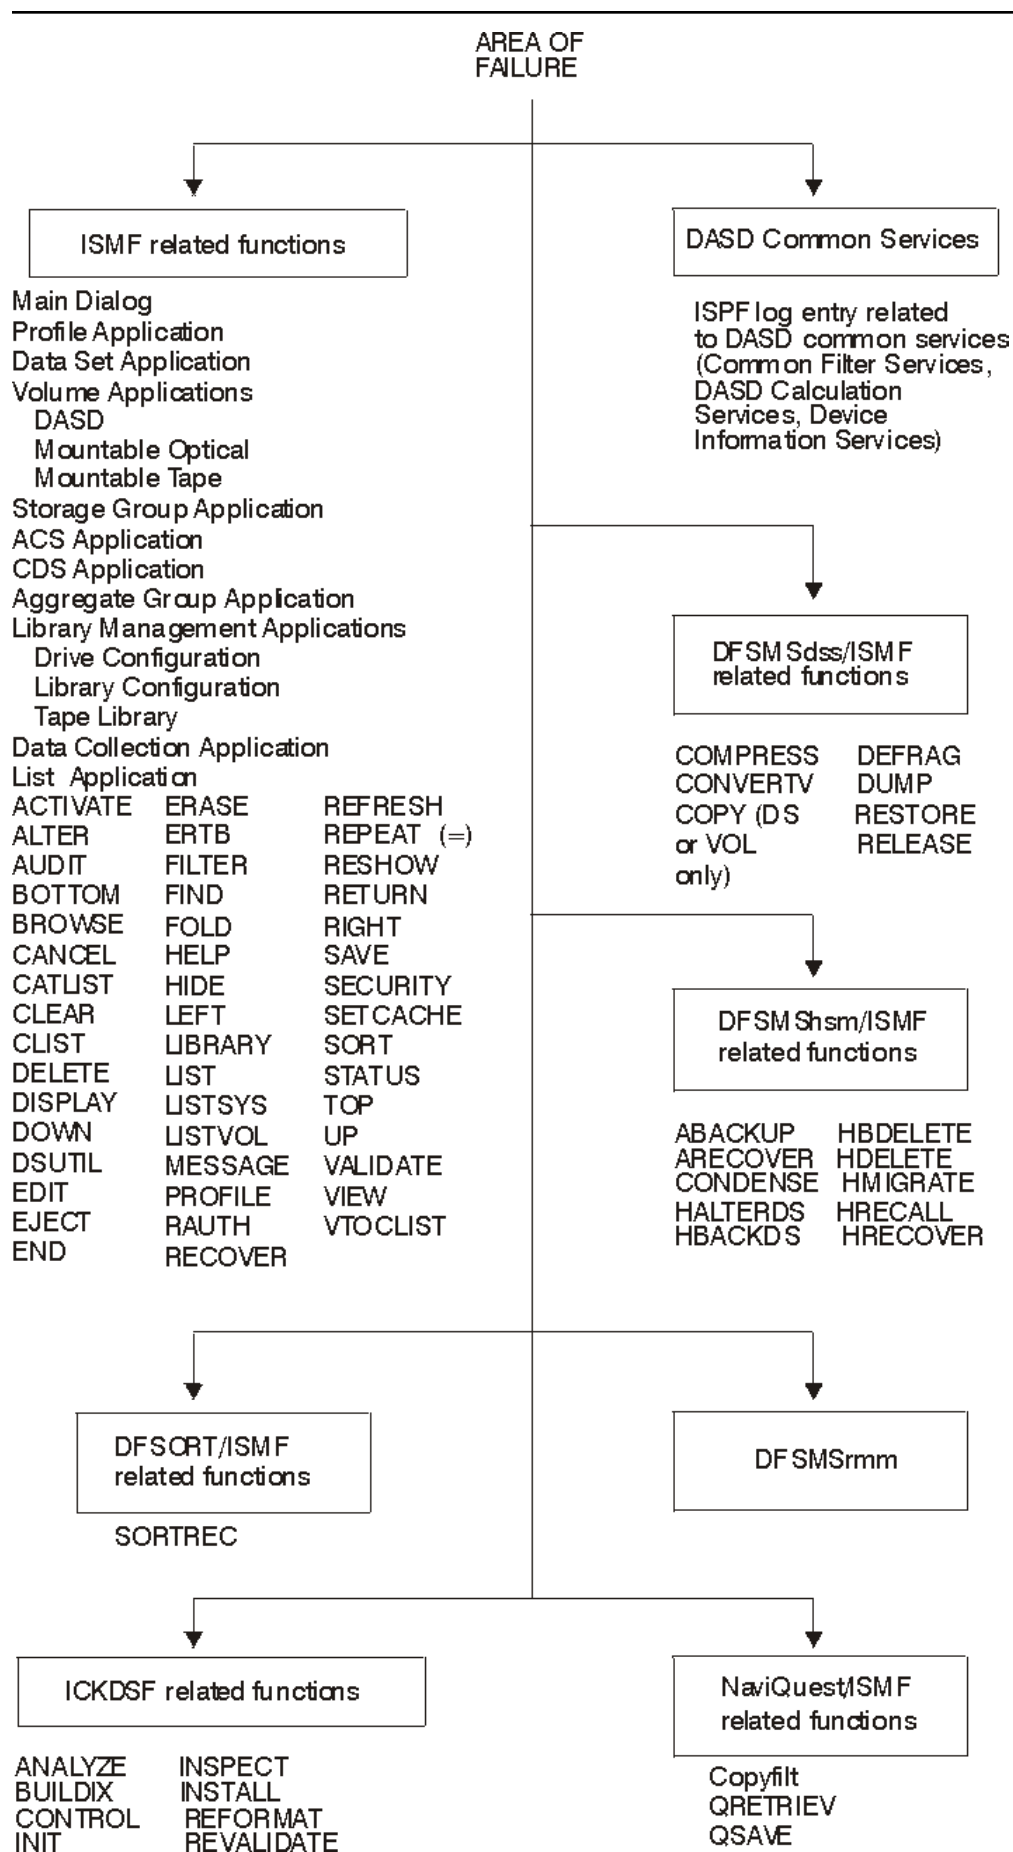 AREA OF
FAILURE
ISMF related functions
Main Dialog
Profile Application
Data Set Application
Volume Applications
DASD
Mountable Optical
Mountable Tape
Storage Group Application
ACS Application
CDS Application
Aggregate Group Application
Library Management Applications
Drive Configuration
Library Configuration
Tape Library
Data Collection Application
List Application
ACTIVATE ERASE REFRESH
ALTER ERTB REPEAT (=)
AUDIT FILTER RESHOW
BOTTOM FIND RETURN
BROWSE FOLD RIGHT
CANCEL HELP SAVE
CATLIST HIDE SECURITY
CLEAR LEFT SETCACHE
CLIST LIBRARY SORT
DELETE LIST STATUS
DISPLAY LISTSYS TOP
DOWN LISTVOL UP
DSUTIL MESSAGE VALIDATE
EDIT PROFILE VIEW
EJECT RAUTH VTOCLIST
END RECOVER
DASD Common Services
ISPF log entry related
to DASD common services
(Common Filter Services,
DASD Calculation
Services, Device
Information Services)
DFSMSdss/ISMF
related functions
COMPRESS DEFRAG
CONVERTV DUMP
COPY (DS RESTORE
or VOL RELEASE
only)
DFSMShsm/ISMF
related functions
ABACKUP HBDELETE
ARECOVER HDELETE
CONDENSE HMIGRATE
HALTERDS HRECALL
HBACKDS HRECOVER
DFSORT/ISMF
related functions
SORTREC
DFSMSrmm
ICKDSF related functions
ANALYZE INSPECT
BUILDIX INSTALL
CONTROL REFORMAT
INIT REVALIDATE
NaviQuest/ISMF
related functions
Copyfilt
QRETRIEV
QSAVE